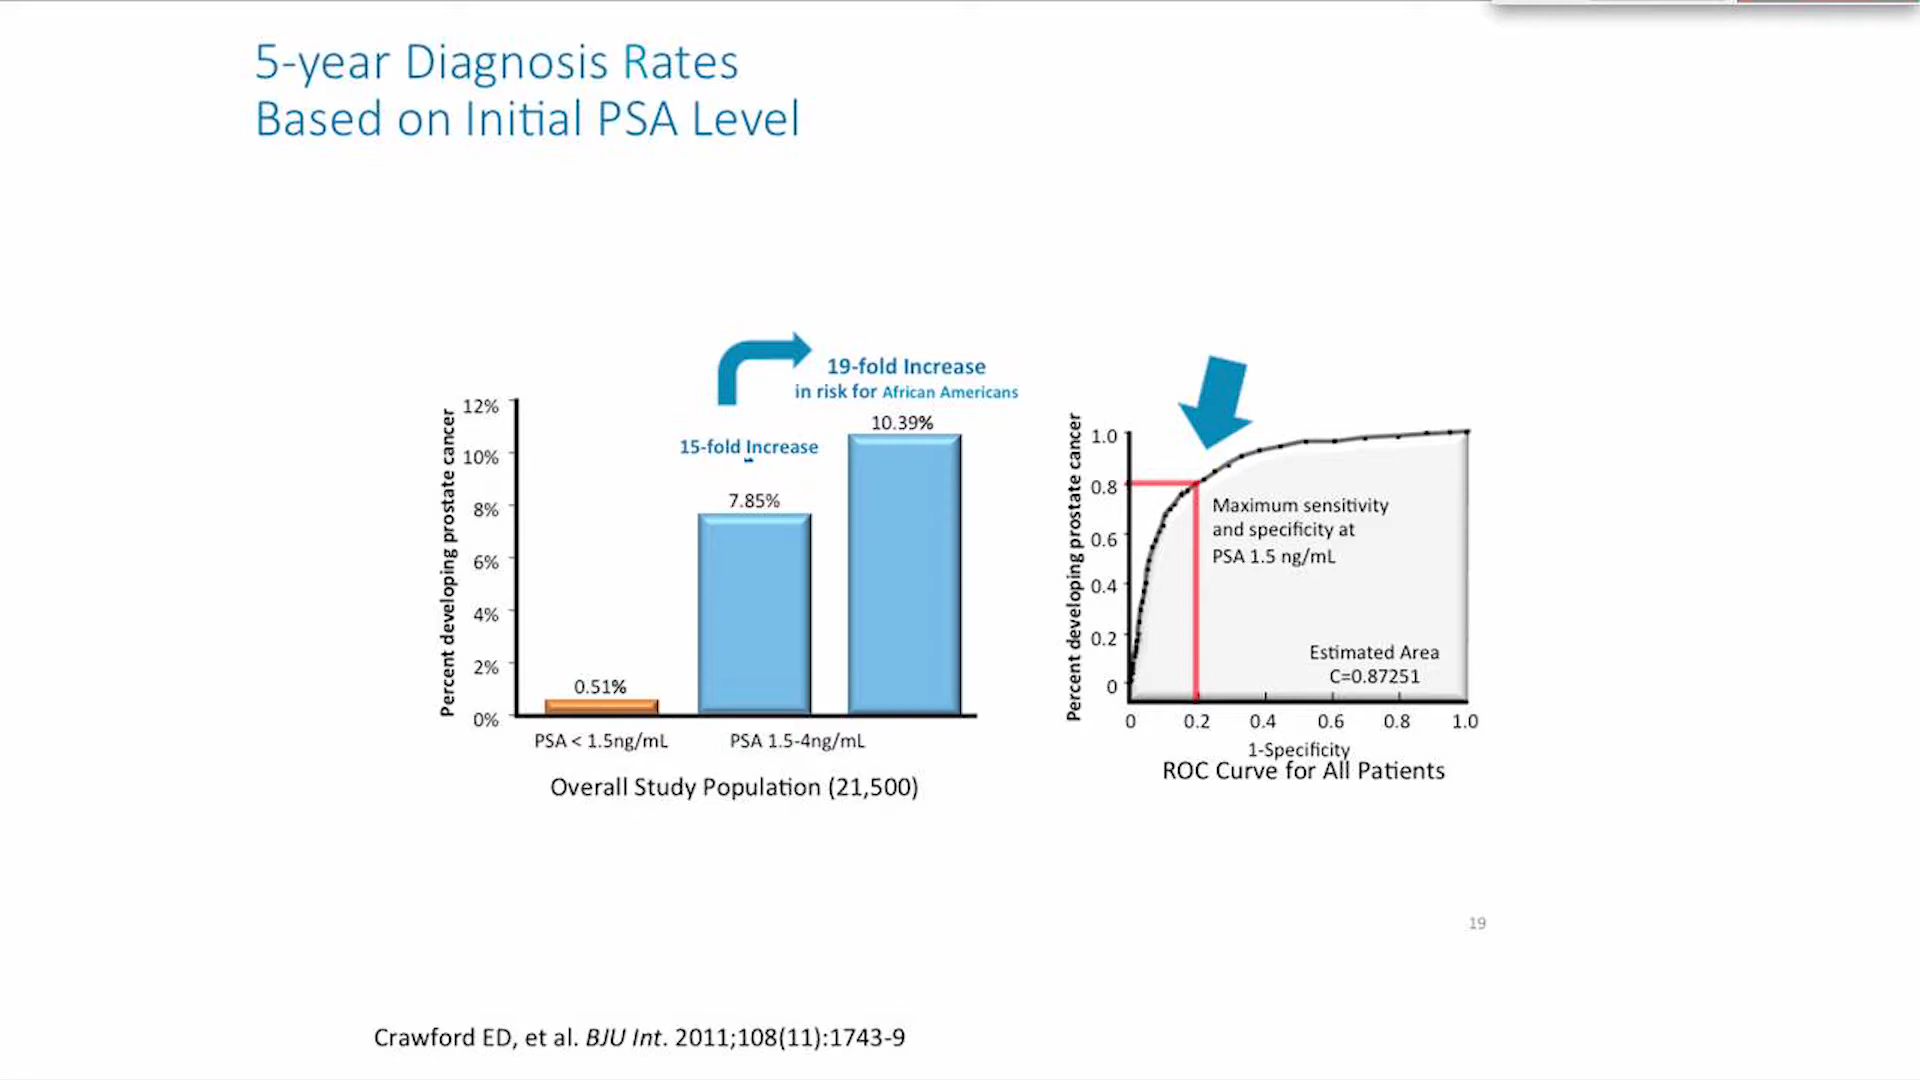 5-year Diagnosis Rates
Based on Initial PSA Level
19-fold Increase
in risk for African Americans
15-fold Increase
Percent developing prostate cancer
12%
10%
8%
6%
4%
2%
0%
0.51%
7.85%
10.39%
PSA < 1.5ng/mL
PSA 1.5-4ng/mL
Overall Study Population (21,500)
Percent developing prostate cancer
1.0
0.8
0.6
0.4
0.2
0
Maximum sensitivity
and specificity at
PSA 1.5 ng/mL
Estimated Area
C=0.87251
0 0.2 0.4 0.6 0.8 1.0
1-Specificity
ROC Curve for All Patients
19
Crawford ED, et al. BJU Int. 2011;108(11):1743-9